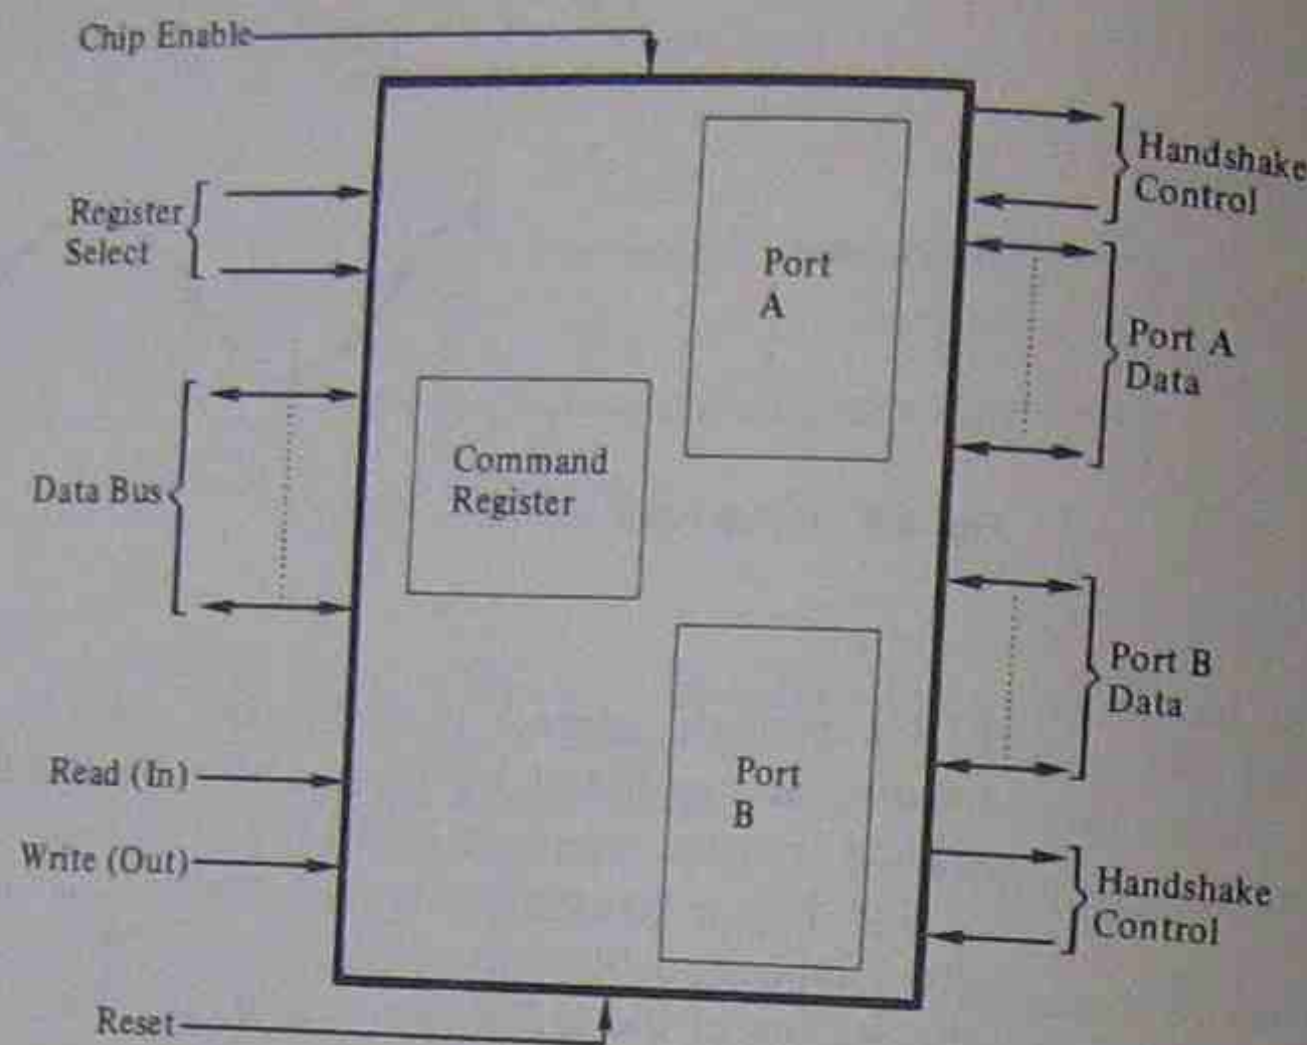 Chip Enable
Handshake
Control
Register
Select
Port
A
Port A
Data
Command
Register
Data Bus
Port B
Data
Read (In)
Port
B
Write (Out)
Handshake
Control
Reset